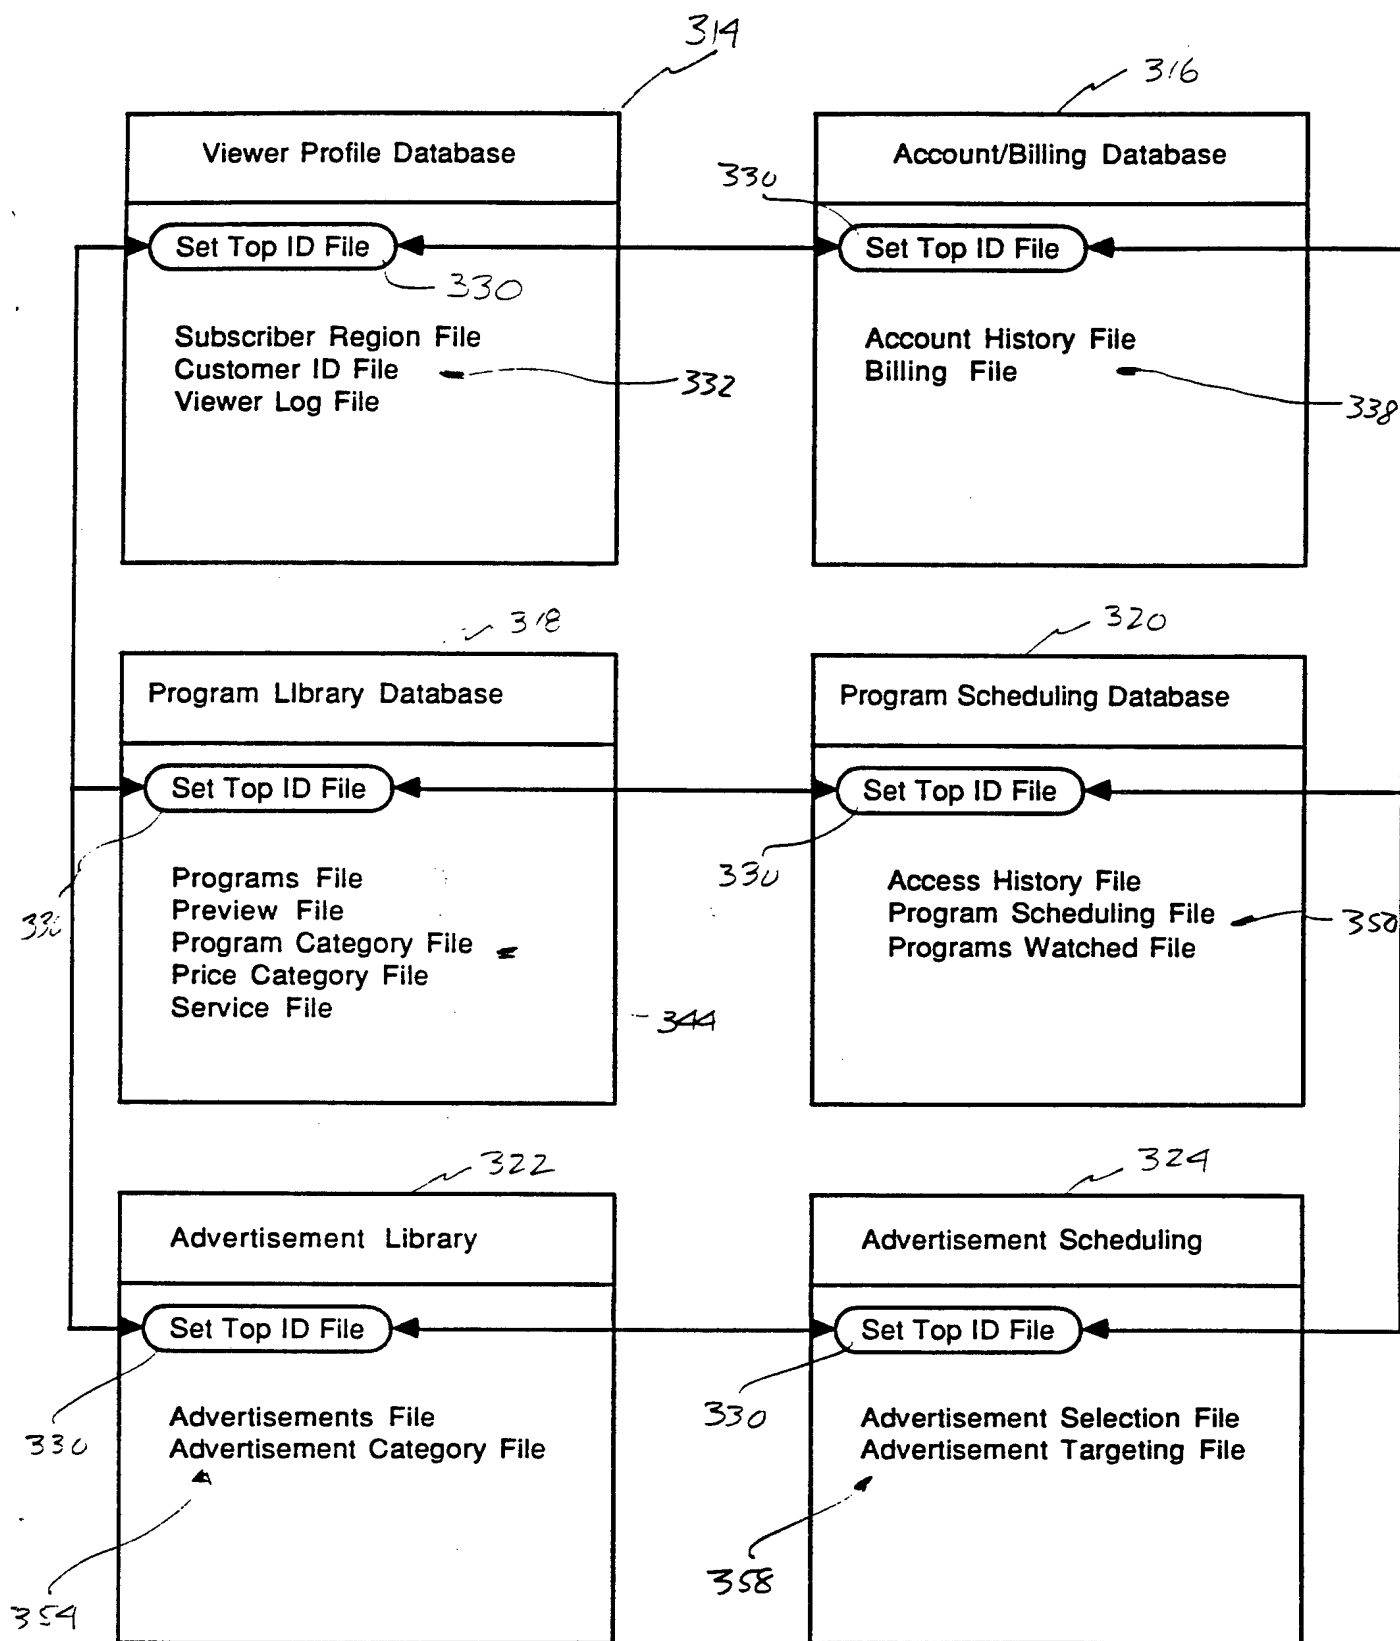 314
316
Viewer Profile Database
Account/Billing Database
330
Set Top ID File
Set Top ID File
330
Subscriber Region File
Customer ID File
332
Viewer Log File
Account History File
Billing File
338
318
320
Program LIbrary Database
Program Scheduling Database
Set Top ID File
Set Top ID File
330
330
Programs File
Preview File
Program Category File
Price Category File
Service File
344
Access History File
Program Scheduling File
350
Programs Watched File
322
324
Advertisement Library
Advertisement Scheduling
Set Top ID File
Set Top ID File
330
330
Advertisements File
Advertisement Category File
354
Advertisement Selection File
Advertisement Targeting File
358